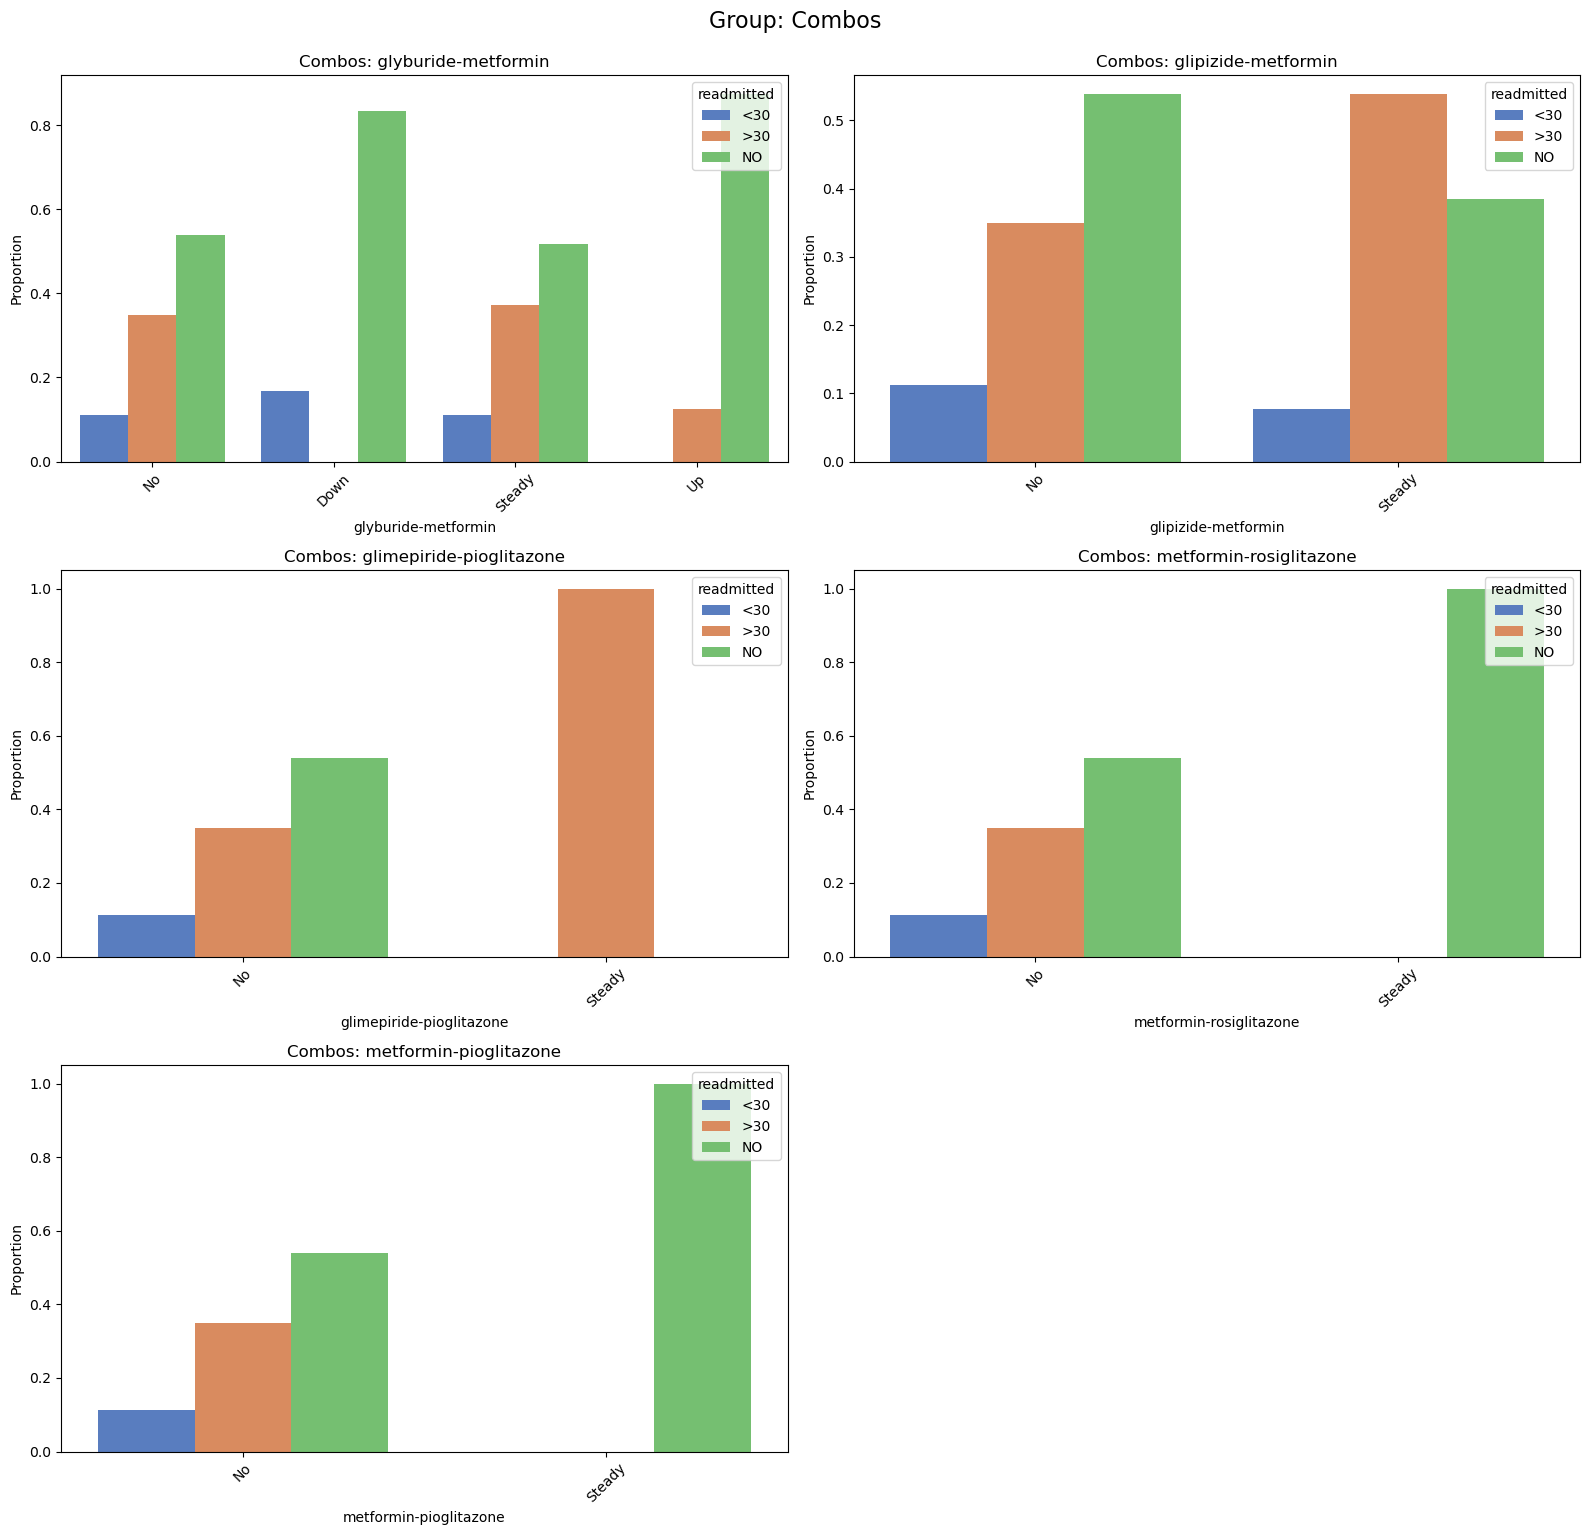 Group: Combos
Combos: glyburide-metformin
readmitted
<30
>30
NO
Proportion
0.8
0.6
0.4
0.2
0.0
No
Down
Steady
Up
glyburide-metformin
Combos: glipizide-metformin
readmitted
<30
>30
NO
Proportion
0.5
0.4
0.3
0.2
0.1
0.0
No
Steady
glipizide-metformin
Combos: glimepiride-pioglitazone
readmitted
<30
>30
NO
Proportion
1.0
0.8
0.6
0.4
0.2
0.0
No
Steady
glimepiride-pioglitazone
Combos: metformin-rosiglitazone
readmitted
<30
>30
NO
Proportion
1.0
0.8
0.6
0.4
0.2
0.0
No
Steady
metformin-rosiglitazone
Combos: metformin-pioglitazone
readmitted
<30
>30
NO
Proportion
1.0
0.8
0.6
0.4
0.2
0.0
No
Steady
metformin-pioglitazone